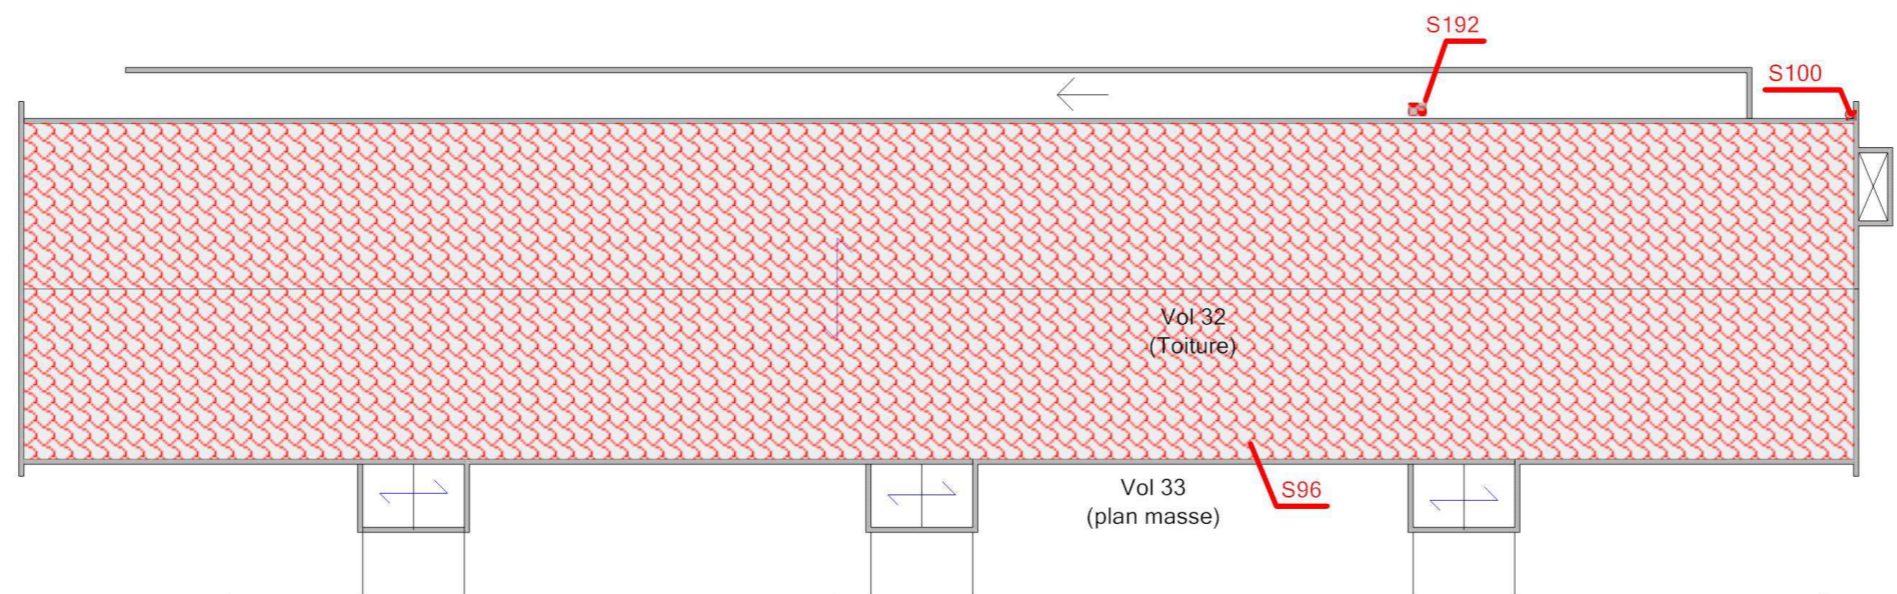 S192
S100
Vol 32
(Toiture)
Vol 33
(plan masse)
S96